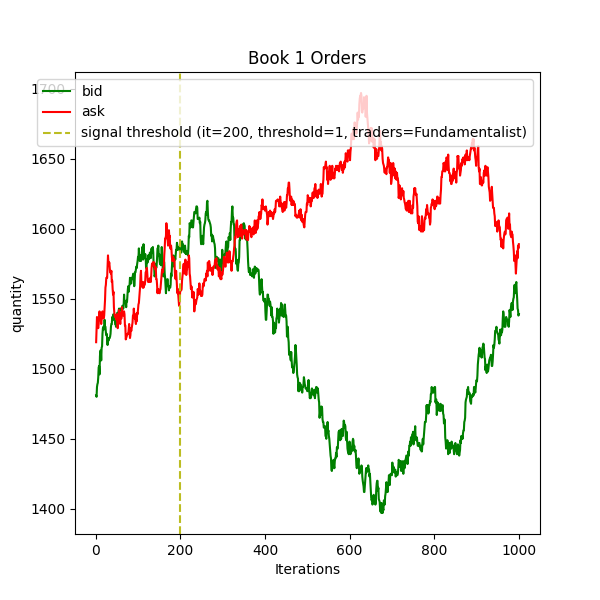 Book 1 Orders
bid
ask
signal threshold (it=200, threshold=1, traders=Fundamentalist)
1700
1650
1600
1550
1500
1450
1400
quantity
0 200 400 600 800 1000
Iterations